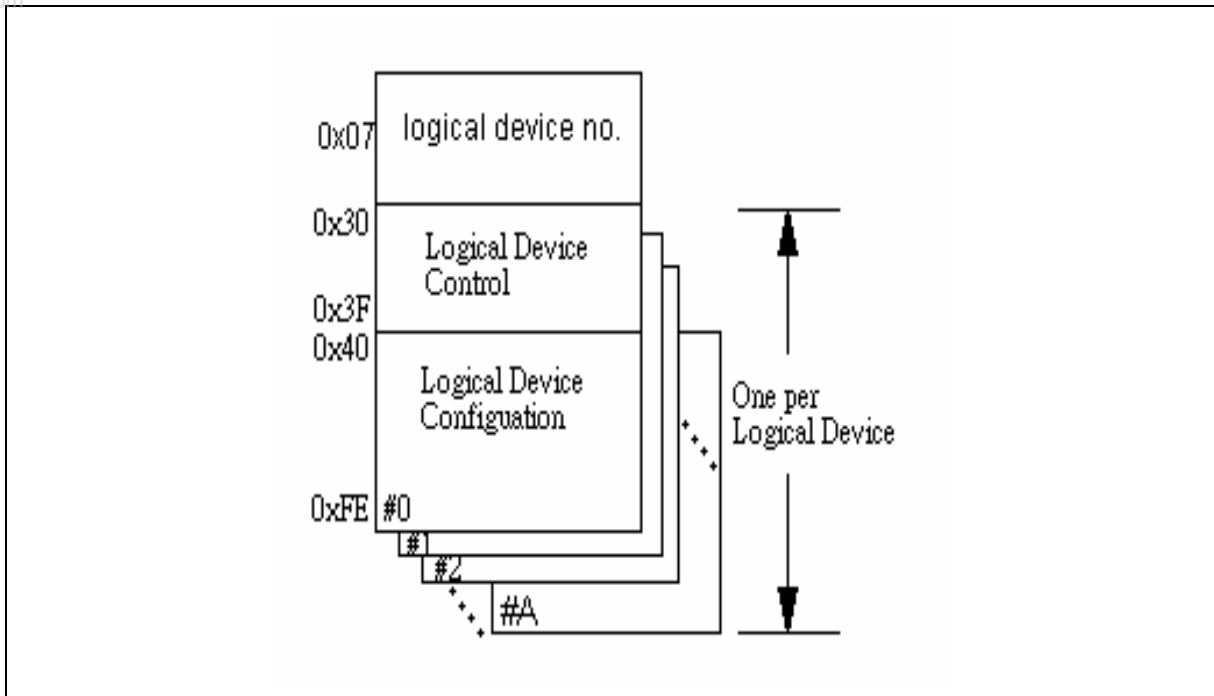 0x07
logical device no.
0x30
Logical Device
Control
0x3F
0x40
Logical Device
Configuation
One per
Logical Device
0xFE
#0
#
#2
#A